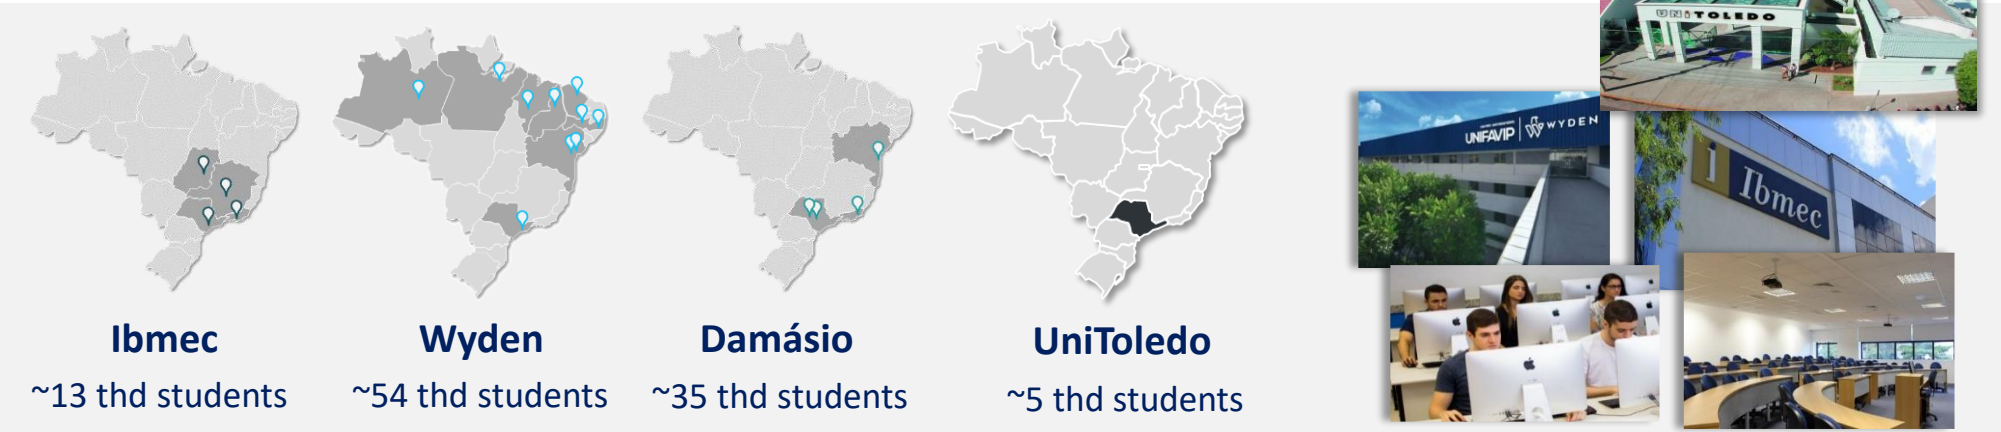 Ibmec
~13 thd students
Wyden
~54 thd students
Damásio
~35 thd students
UniToledo
~5 thd students
UNITOLEDO
UNIFAVIP
WYDEN
Ibmec